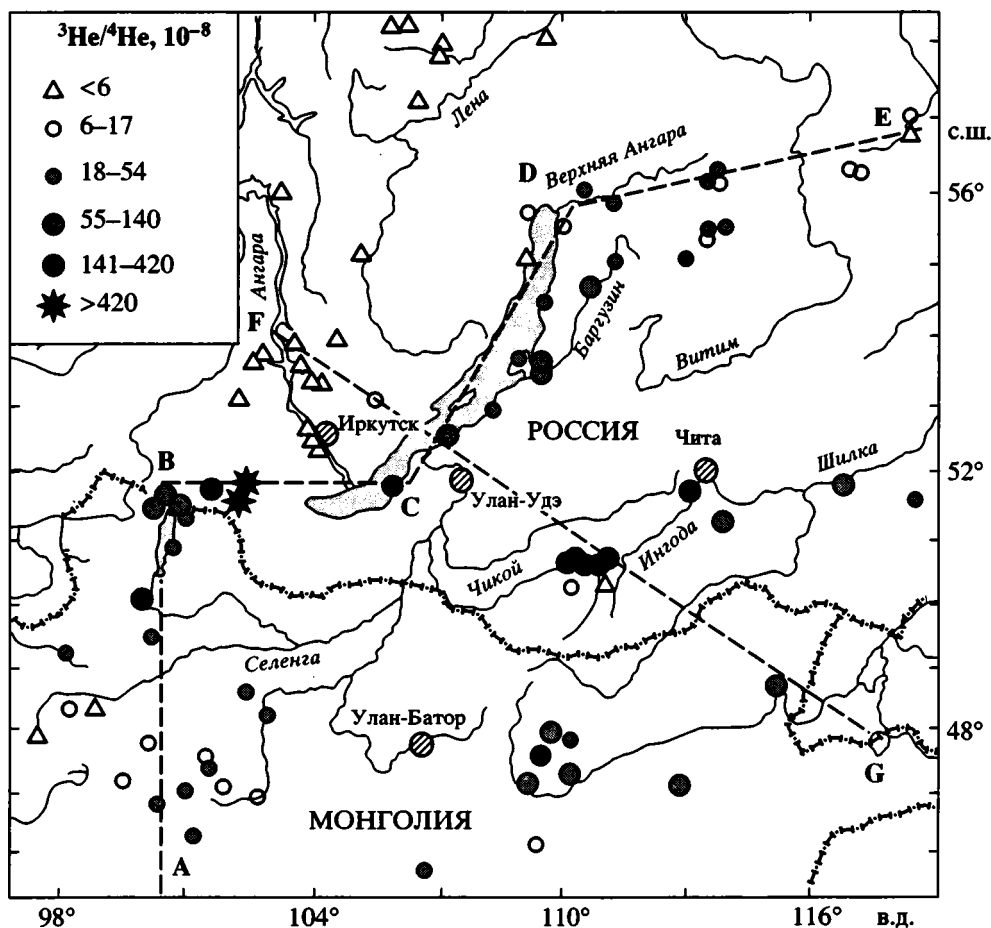 ³He/⁴He, 10⁻⁸
<6
6–17
18–54
55–140
141–420
>420
Лена
Ангара
Верхняя Ангара
E
с.ш.
D
56°
F
Баргузин
Витим
Иркутск
РОССИЯ
Чита
Шилка
B
52°
C
Улан-Удэ
Ингода
Чикой
Селенга
Улан-Батор
48°
G
МОНГОЛИЯ
A
98°
104°
110°
116°
в.д.